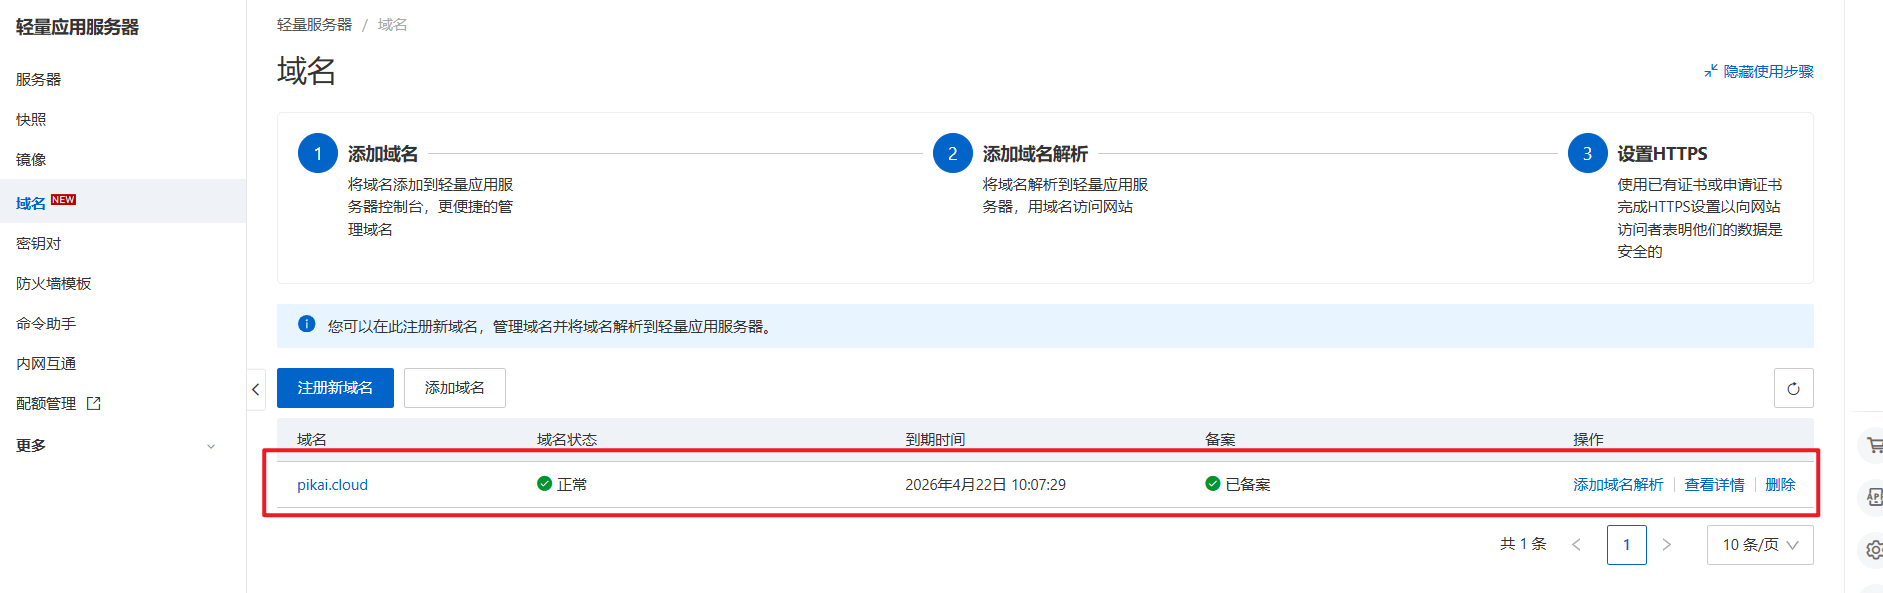 轻量应用服务器
服务器
快照
镜像
域名 NEW
密钥对
防火墙模板
命令助手
内网互通
配额管理
更多
轻量服务器 / 域名
域名
隐藏使用步骤
1 添加域名
将域名添加到轻量应用服
务器控制台，更便捷的管
理域名
2 添加域名解析
将域名解析到轻量应用服
务器，用域名访问网站
3 设置HTTPS
使用已有证书或申请证书
完成HTTPS设置以向网站
访问者表明他们的数据是
安全的
您可以在此注册新域名，管理域名并将域名解析到轻量应用服务器。
注册新域名 添加域名
域名 域名状态 到期时间 备案 操作
pikai.cloud 正常 2026年4月22日 10:07:29 已备案 添加域名解析 查看详情 删除
共 1 条 < 1 > 10 条/页